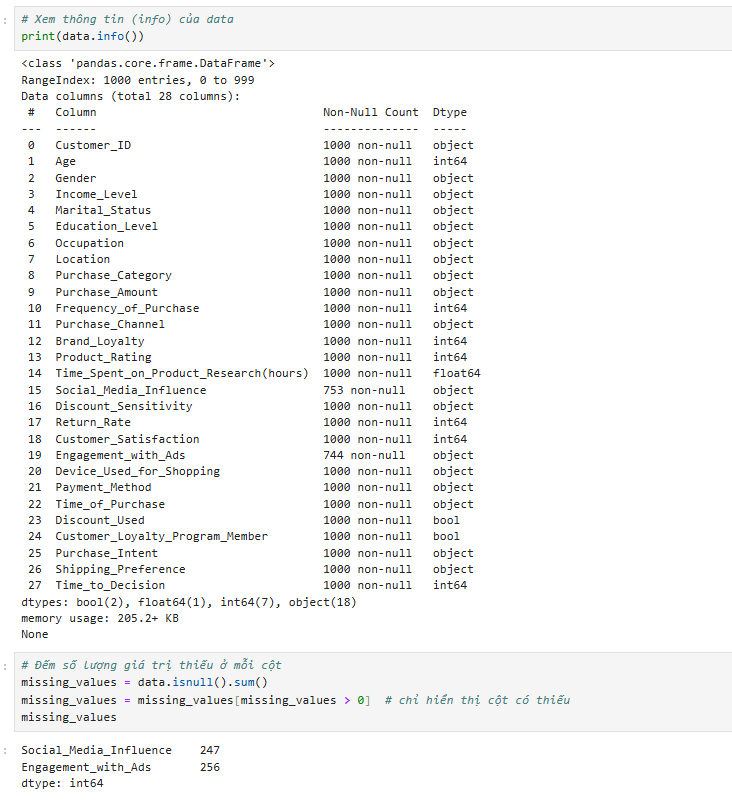 # Xem thông tin (info) của data
print(data.info())
<class 'pandas.core.frame.DataFrame'>
RangeIndex: 1000 entries, 0 to 999
Data columns (total 28 columns):
 #   Column                                Non-Null Count  Dtype
---  ------                                --------------  -----
 0   Customer_ID                           1000 non-null   object
 1   Age                                   1000 non-null   int64
 2   Gender                                1000 non-null   object
 3   Income_Level                          1000 non-null   object
 4   Marital_Status                        1000 non-null   object
 5   Education_Level                       1000 non-null   object
 6   Occupation                            1000 non-null   object
 7   Location                              1000 non-null   object
 8   Purchase_Category                     1000 non-null   object
 9   Purchase_Amount                       1000 non-null   object
 10  Frequency_of_Purchase                 1000 non-null   int64
 11  Purchase_Channel                      1000 non-null   object
 12  Brand_Loyalty                         1000 non-null   int64
 13  Product_Rating                        1000 non-null   int64
 14  Time_Spent_on_Product_Research(hours)  1000 non-null   float64
 15  Social_Media_Influence                753 non-null    object
 16  Discount_Sensitivity                  1000 non-null   object
 17  Return_Rate                           1000 non-null   int64
 18  Customer_Satisfaction                 1000 non-null   int64
 19  Engagement_with_Ads                   744 non-null    object
 20  Device_Used_for_Shopping              1000 non-null   object
 21  Payment_Method                        1000 non-null   object
 22  Time_of_Purchase                      1000 non-null   object
 23  Discount_Used                         1000 non-null   bool
 24  Customer_Loyalty_Program_Member       1000 non-null   bool
 25  Purchase_Intent                       1000 non-null   object
 26  Shipping_Preference                   1000 non-null   object
 27  Time_to_Decision                      1000 non-null   int64
dtypes: bool(2), float64(1), int64(7), object(18)
memory usage: 205.2+ KB
None
# Đếm số lượng giá trị thiếu ở mỗi cột
missing_values = data.isnull().sum()
missing_values = missing_values[missing_values > 0]  # chỉ hiển thị cột có thiếu
missing_values
Social_Media_Influence    247
Engagement_with_Ads       256
dtype: int64